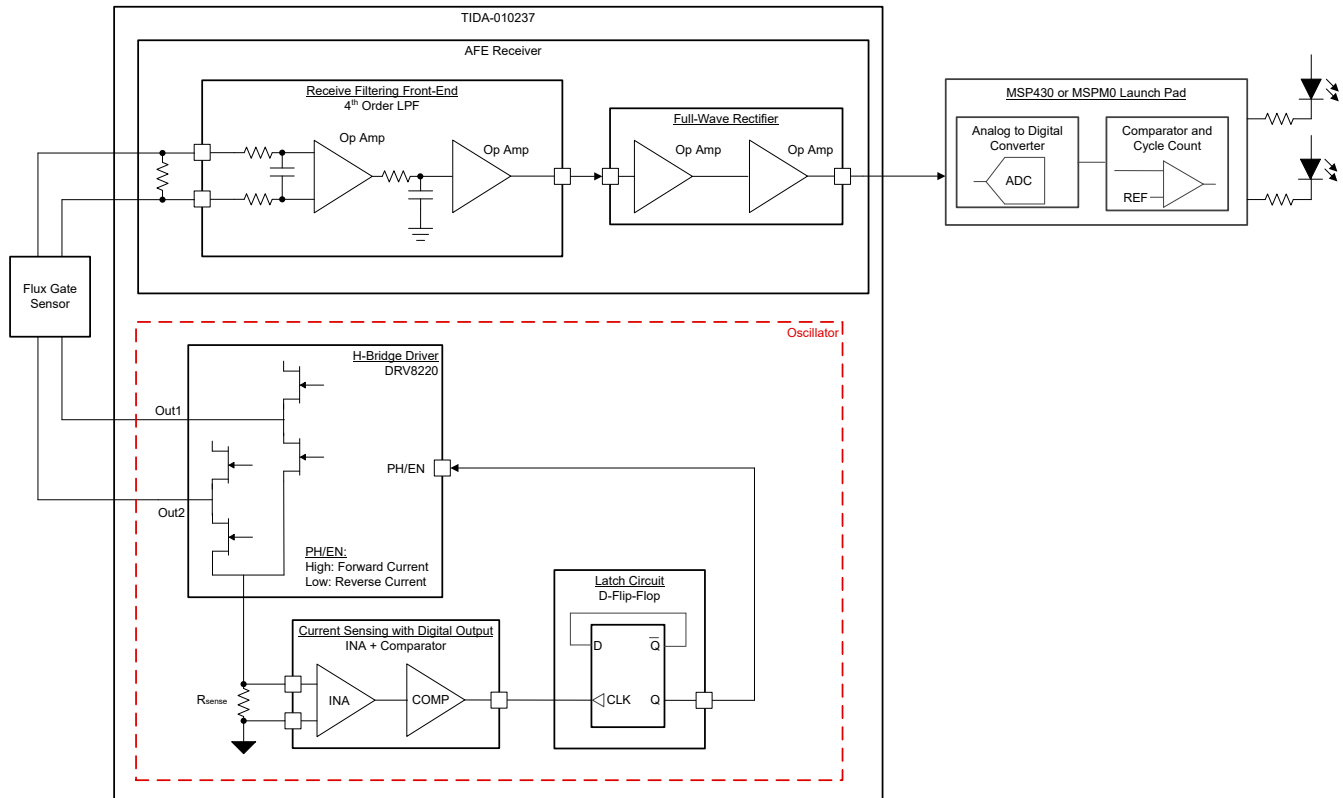 TIDA-010237
AFE Receiver
Receive Filtering Front-End
4th Order LPF
Op Amp
Op Amp
Full-Wave Rectifier
Op Amp
Op Amp
MSP430 or MSPM0 Launch Pad
Analog to Digital
Converter
ADC
Comparator and
Cycle Count
REF
Flux Gate
Sensor
Oscillator
H-Bridge Driver
DRV8220
Out1
Out2
PH/EN
PH/EN:
High: Forward Current
Low: Reverse Current
Current Sensing with Digital Output
INA + Comparator
Rsense
INA
COMP
Latch Circuit
D-Flip-Flop
D
Q̅
CLK
Q